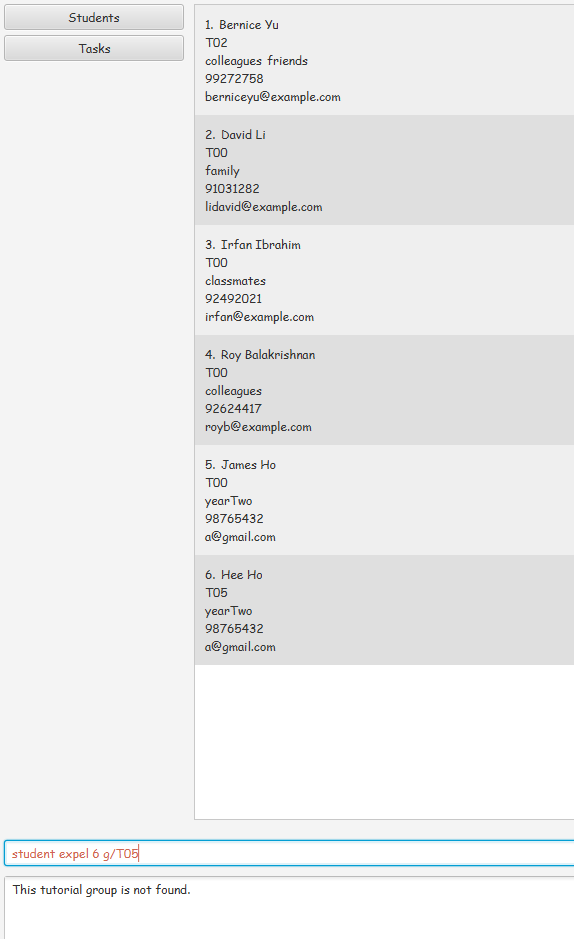 Students
Tasks
1. Bernice Yu
T02
colleagues friends
99272758
berniceyu@example.com
2. David Li
T00
family
91031282
lidavid@example.com
3. Irfan Ibrahim
T00
classmates
92492021
irfan@example.com
4. Roy Balakrishnan
T00
colleagues
92624417
royb@example.com
5. James Ho
T00
yearTwo
98765432
a@gmail.com
6. Hee Ho
T05
yearTwo
98765432
a@gmail.com
student expel 6 g/T05
This tutorial group is not found.